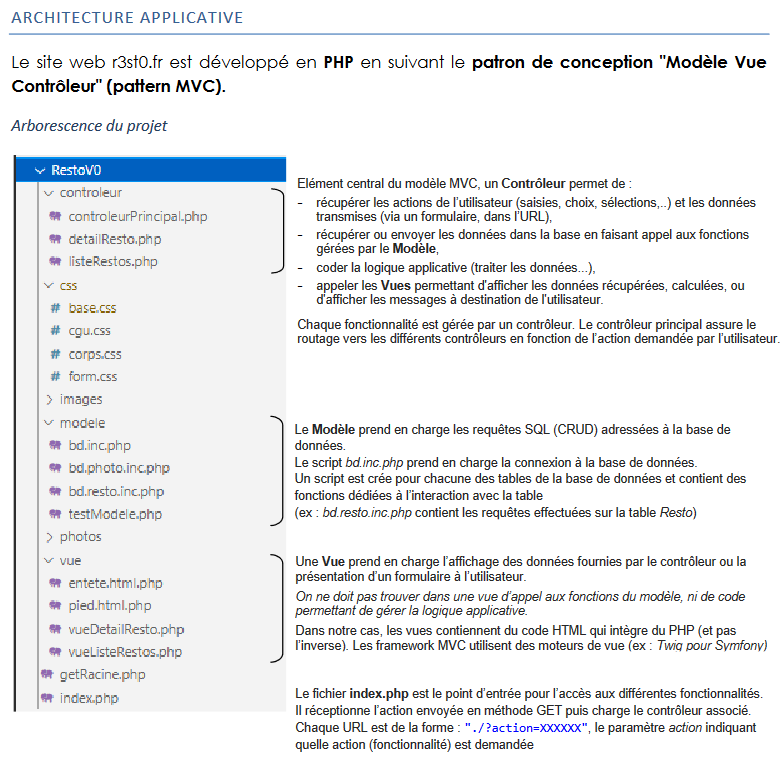 ARCHITECTURE APPLICATIVE
Le site web r3st0.fr est développé en PHP en suivant le patron de conception "Modèle Vue
Contrôleur" (pattern MVC).
Arborescence du projet
RestoV0
controleur
controleurPrincipal.php
detailResto.php
listeRestos.php
css
base.css
cgu.css
corps.css
form.css
images
modele
bd.inc.php
bd.photo.inc.php
bd.resto.inc.php
testModele.php
photos
vue
entete.html.php
pied.html.php
vueDetailResto.php
vueListeRestos.php
getRacine.php
index.php
Elément central du modèle MVC, un Contrôleur permet de :
- récupérer les actions de l'utilisateur (saisies, choix, sélections,..) et les données
transmises (via un formulaire, dans l'URL),
- récupérer ou envoyer les données dans la base en faisant appel aux fonctions
gérées par le Modèle,
- coder la logique applicative (traiter les données...),
- appeler les Vues permettant d'afficher les données récupérées, calculées, ou
d'afficher les messages à destination de l'utilisateur.
Chaque fonctionnalité est gérée par un contrôleur. Le contrôleur principal assure le
routage vers les différents contrôleurs en fonction de l'action demandée par l'utilisateur.
Le Modèle prend en charge les requêtes SQL (CRUD) adressées à la base de
données.
Le script bd.inc.php prend en charge la connexion à la base de données.
Un script est crée pour chacune des tables de la base de données et contient des
fonctions dédiées à l'interaction avec la table
(ex : bd.resto.inc.php contient les requêtes effectuées sur la table Resto)
Une Vue prend en charge l'affichage des données fournies par le contrôleur ou la
présentation d'un formulaire à l'utilisateur.
On ne doit pas trouver dans une vue d'appel aux fonctions du modèle, ni de code
permettant de gérer la logique applicative.
Dans notre cas, les vues contiennent du code HTML qui intègre du PHP (et pas
l'inverse). Les framework MVC utilisent des moteurs de vue (ex : Twig pour Symfony)
Le fichier index.php est le point d'entrée pour l'accès aux différentes fonctionnalités.
Il réceptionne l'action envoyée en méthode GET puis charge le contrôleur associé.
Chaque URL est de la forme : "./?action=XXXXXX", le paramètre action indiquant
quelle action (fonctionnalité) est demandée